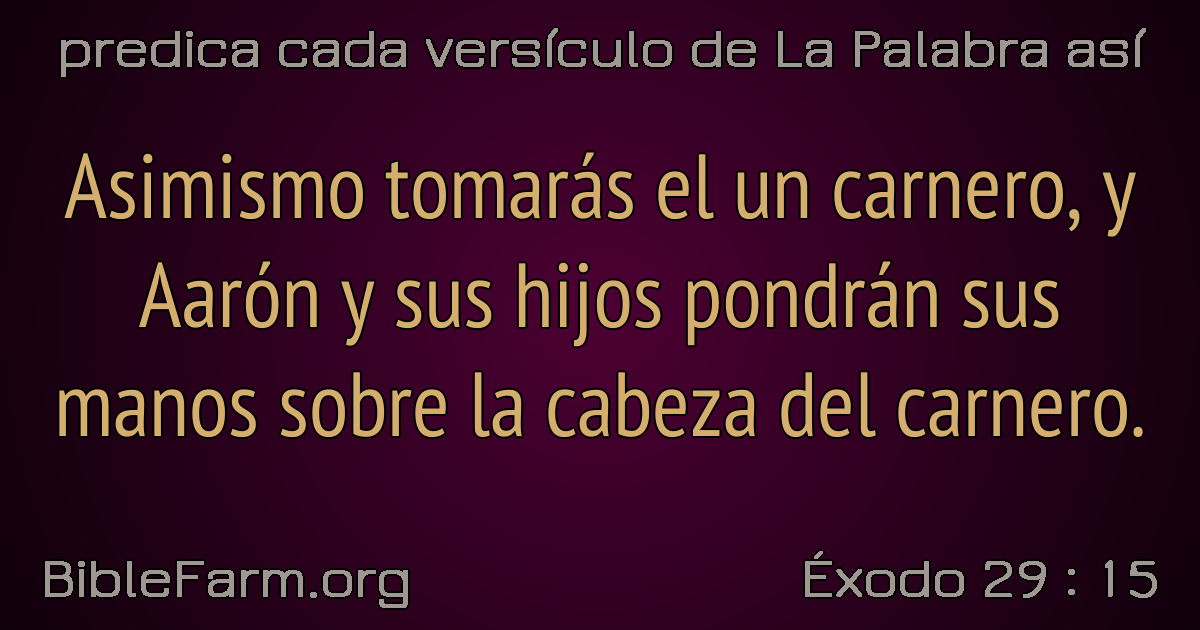 predica cada versículo de La Palabra así
Asimismo tomarás el un carnero, y
Aarón y sus hijos pondrán sus
manos sobre la cabeza del carnero.
BibleFarm.org
Éxodo 29 : 15